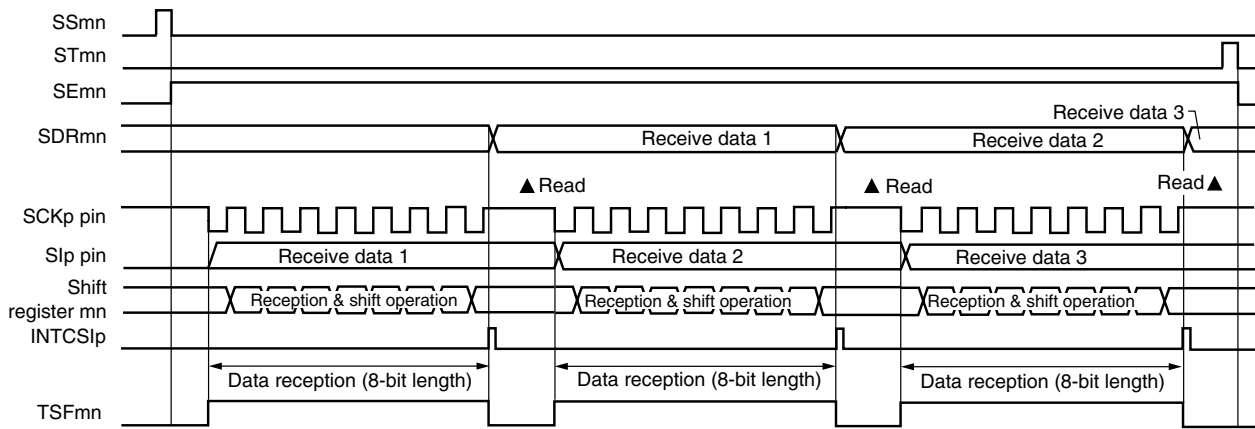 SSmn
STmn
SEmn
Receive data 3
SDRmn
Receive data 1
Receive data 2
▲ Read
▲ Read
Read ▲
SCKp pin
SIp pin
Receive data 1
Receive data 2
Receive data 3
Shift
register mn
Reception & shift operation
Reception & shift operation
Reception & shift operation
INTCSIp
Data reception (8-bit length)
Data reception (8-bit length)
Data reception (8-bit length)
TSFmn